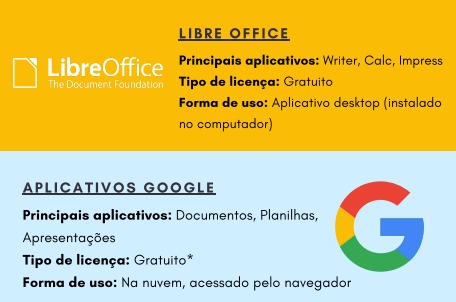 LIBRE OFFICE
LibreOffice
The Document Foundation
Principais aplicativos: Writer, Calc, Impress
Tipo de licença: Gratuito
Forma de uso: Aplicativo desktop (instalado
no computador)
APLICATIVOS GOOGLE
Principais aplicativos: Documentos, Planilhas,
Apresentações
Tipo de licença: Gratuito*
Forma de uso: Na nuvem, acessado pelo navegador